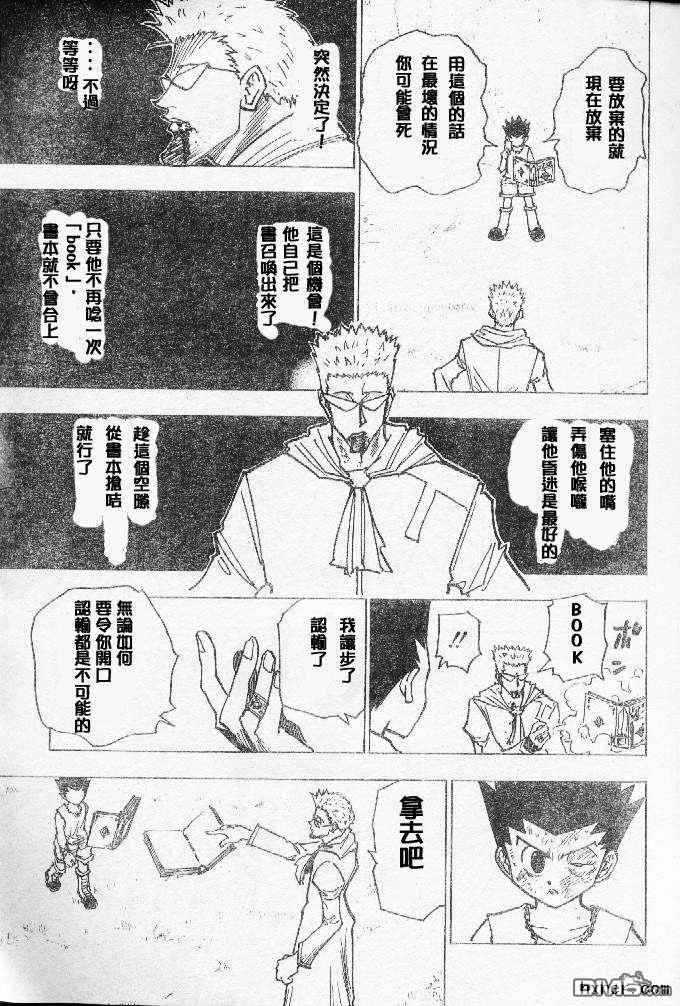 要放棄的就
現在放棄
用這個的話
在最壞的情況
你可能會死
突然決定了!
‥‥不過
等等呀
這是個機會!
他自己把
書召喚出來了
只要他不再唸一次
「book」.
書本就不會合上
塞住他的嘴
弄傷他喉嚨
讓他昏迷是最好的
趁這個空隙
從書本搶咭
就行了
ボン
BOOK
!!
我讓步了
認輸了
無論如何
要令你開口
認輸都是不可能的
拿去吧